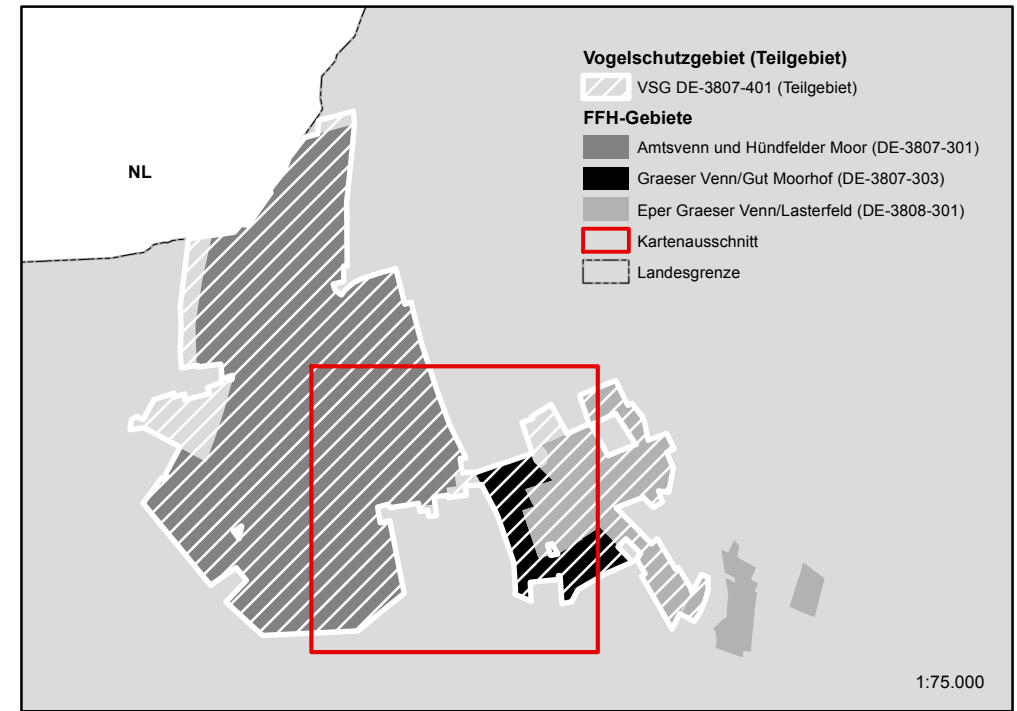 Vogelschutzgebiet (Teilgebiet)
VSG DE-3807-401 (Teilgebiet)
FFH-Gebiete
Amtsvenn und Hündfelder Moor (DE-3807-301)
Graeser Venn/Gut Moorhof (DE-3807-303)
Eper Graeser Venn/Lasterfeld (DE-3808-301)
Kartenausschnitt
Landesgrenze
NL
1:75.000